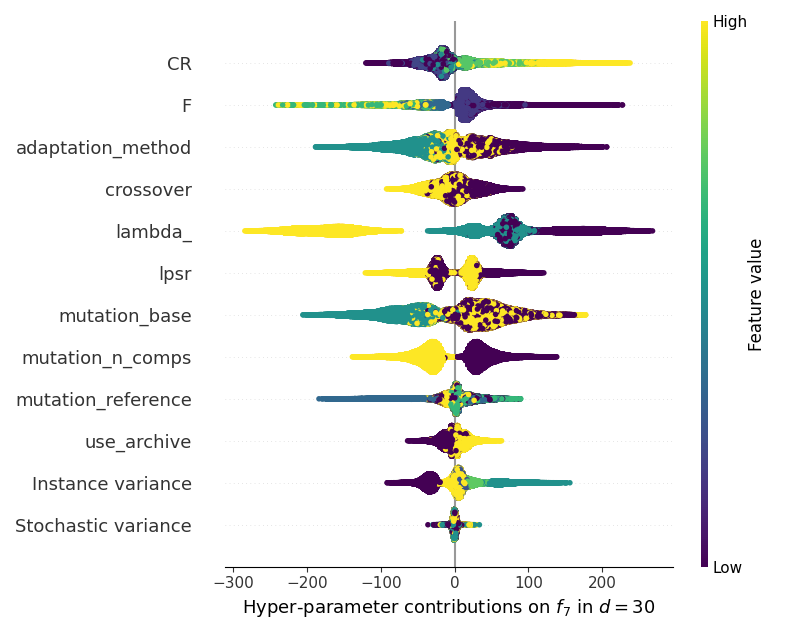 High
CR
F
adaptation_method
crossover
lambda_
lpsr
mutation_base
mutation_n_comps
mutation_reference
use_archive
Instance variance
Stochastic variance
Feature value
Low
−300 −200 −100 0 100 200
Hyper-parameter contributions on f₇ in d = 30